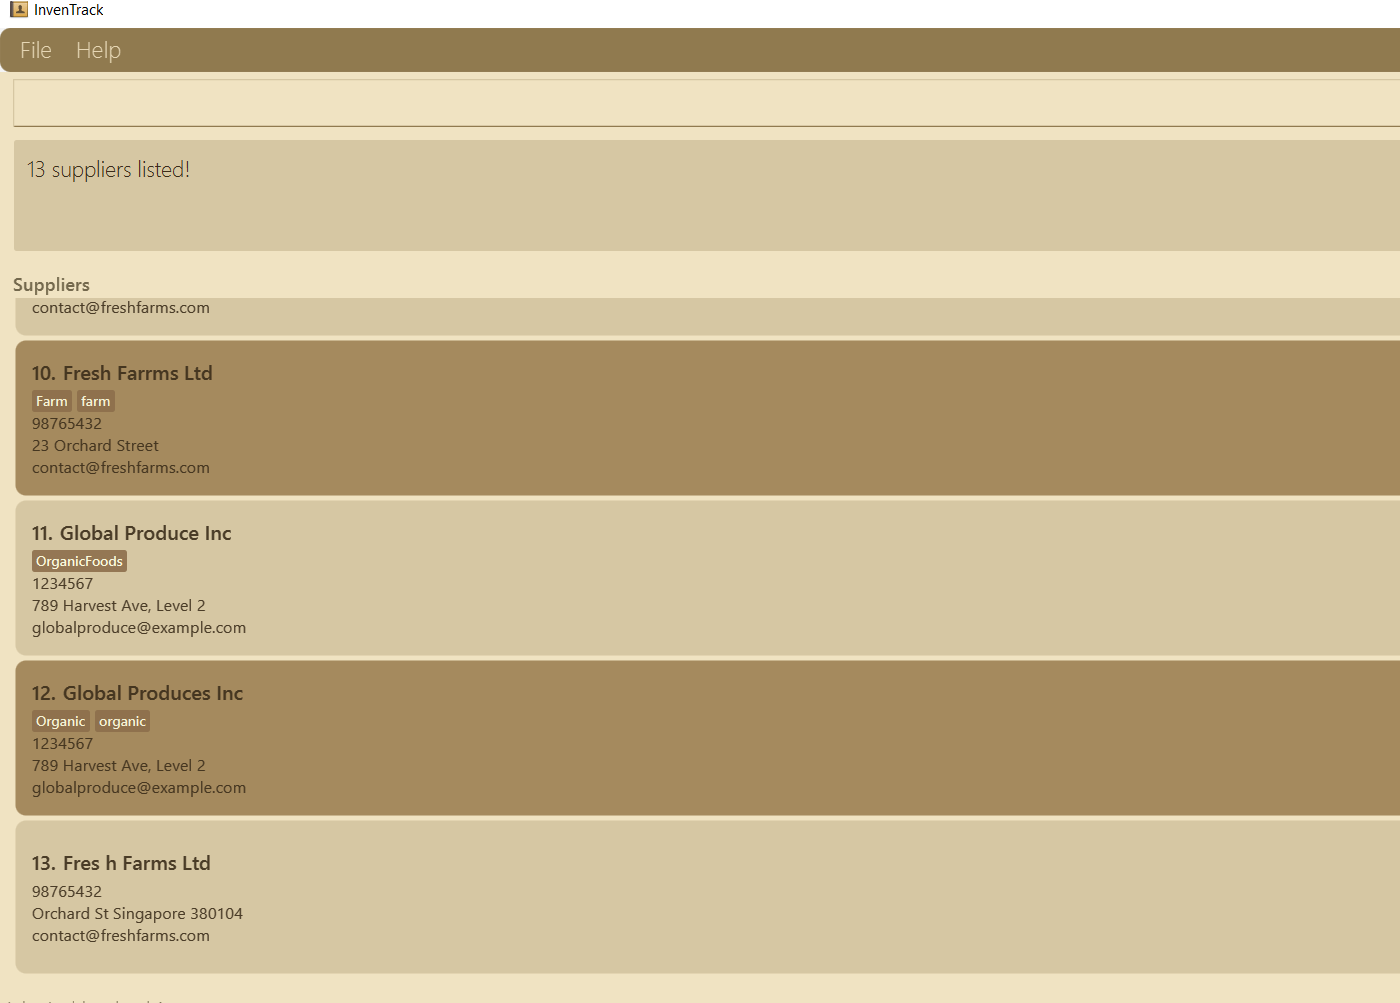 InvenTrack
File Help
13 suppliers listed!
Suppliers
contact@freshfarms.com
10. Fresh Farrms Ltd
Farm farm
98765432
23 Orchard Street
contact@freshfarms.com
11. Global Produce Inc
OrganicFoods
1234567
789 Harvest Ave, Level 2
globalproduce@example.com
12. Global Produces Inc
Organic organic
1234567
789 Harvest Ave, Level 2
globalproduce@example.com
13. Fres h Farms Ltd
98765432
Orchard St Singapore 380104
contact@freshfarms.com